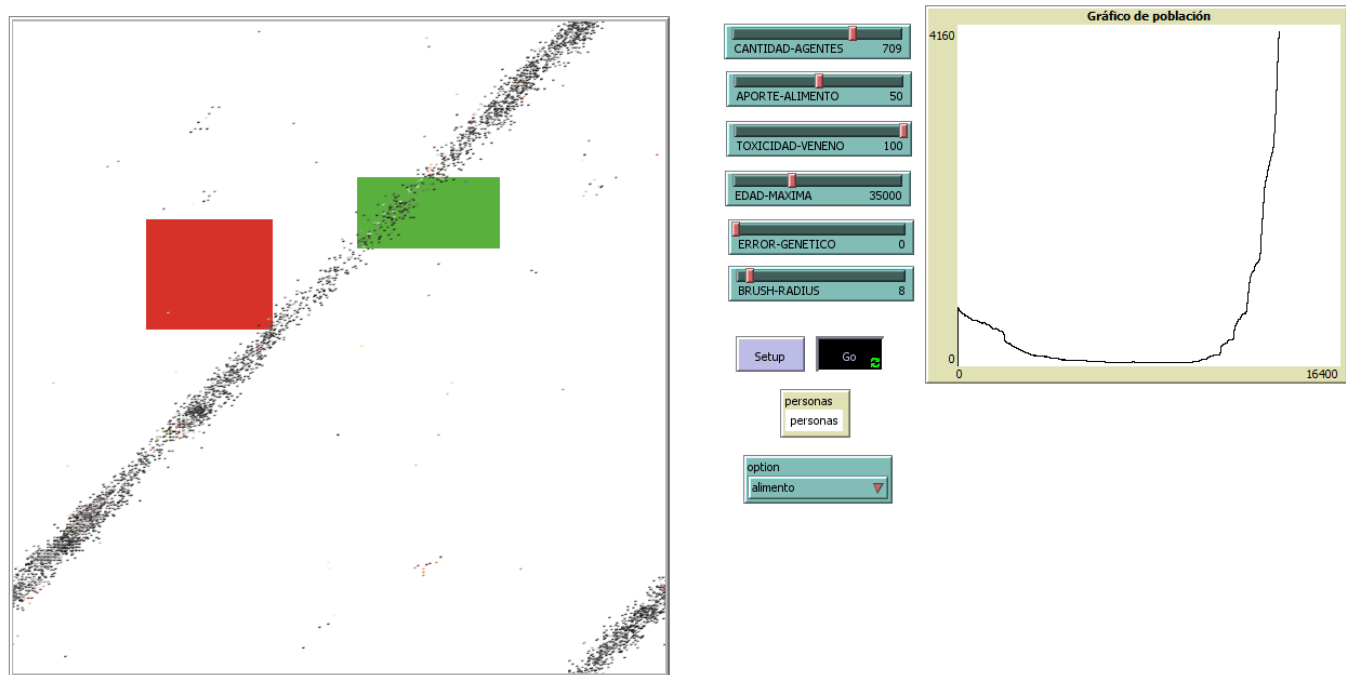 CANTIDAD-AGENTES 709
APORTE-ALIMENTO 50
TOXICIDAD-VENENO 100
EDAD-MAXIMA 35000
ERROR-GENETICO 0
BRUSH-RADIUS 8
Setup Go
personas
personas
option
alimento
Gráfico de población
4160
0
0 16400